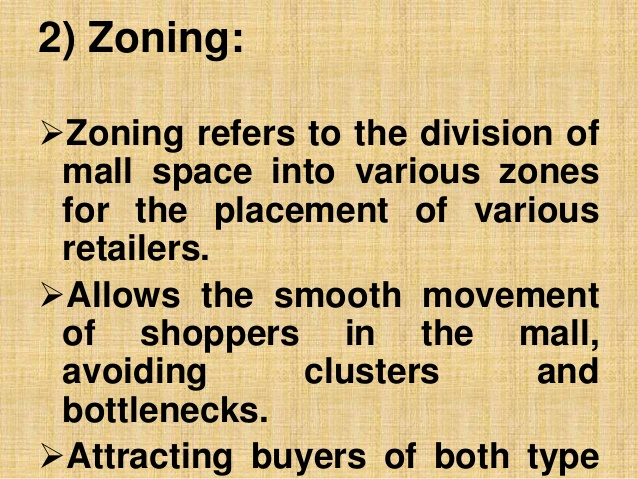 2) Zoning:
➢Zoning refers to the division of
mall space into various zones
for the placement of various
retailers.
➢Allows the smooth movement
of shoppers in the mall,
avoiding clusters and
bottlenecks.
➢Attracting buyers of both type